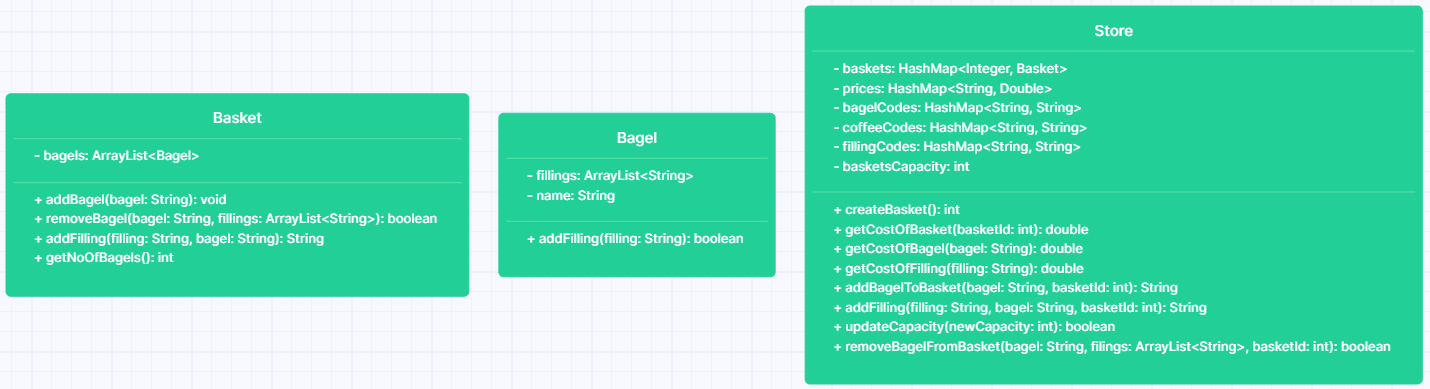 Basket
- bagels: ArrayList<Bagel>
+ addBagel(bagel: String): void
+ removeBagel(bagel: String, fillings: ArrayList<String>): boolean
+ addFilling(filling: String, bagel: String): String
+ getNoOfBagels(): int
Bagel
- fillings: ArrayList<String>
- name: String
+ addFilling(filling: String): boolean
Store
- baskets: HashMap<Integer, Basket>
- prices: HashMap<String, Double>
- bagelCodes: HashMap<String, String>
- coffeeCodes: HashMap<String, String>
- fillingCodes: HashMap<String, String>
- basketsCapacity: int
+ createBasket(): int
+ getCostOfBasket(basketId: int): double
+ getCostOfBagel(bagel: String): double
+ getCostOfFilling(filling: String): double
+ addBagelToBasket(bagel: String, basketId: int): String
+ addFilling(filling: String, bagel: String, basketId: int): String
+ updateCapacity(newCapacity: int): boolean
+ removeBagelFromBasket(bagel: String, filings: ArrayList<String>, basketId: int): boolean